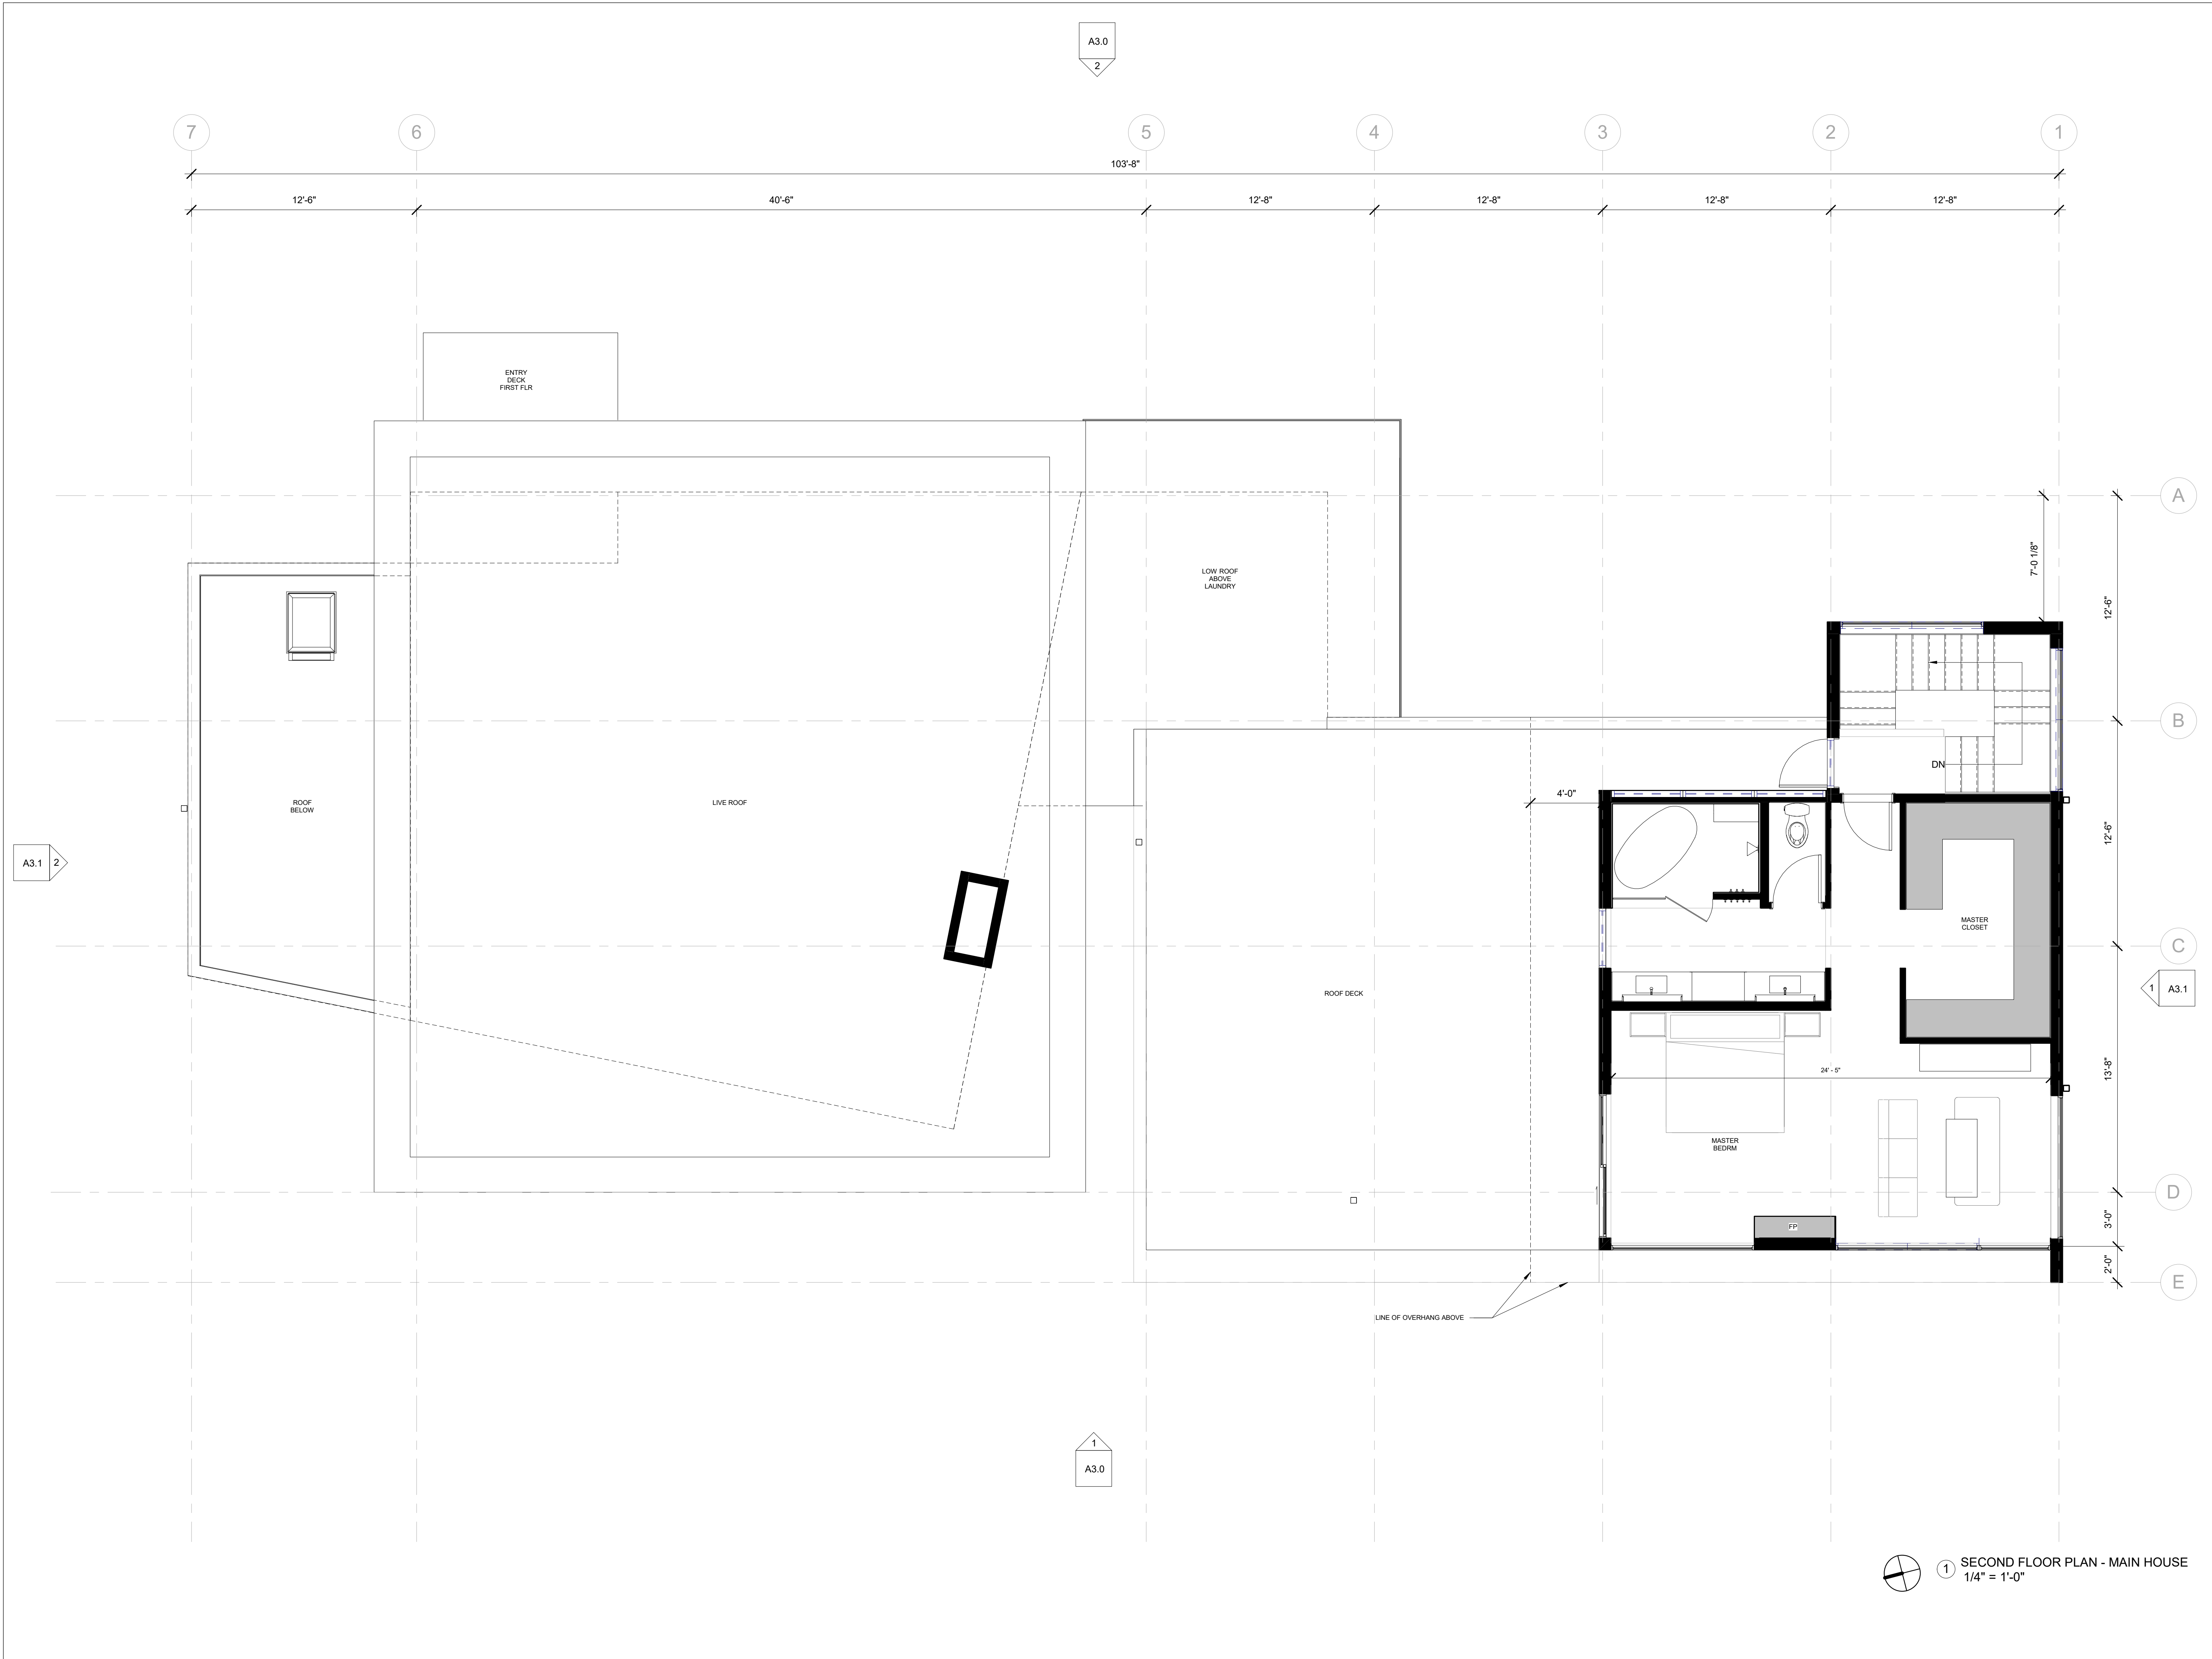 A3.0
2
7
6
5
4
3
2
1
103'-8"
12'-6"
40'-6"
12'-8"
12'-8"
12'-8"
12'-8"
ENTRY
DECK
FIRST FLR
A
7'-0 1/8"
12'-6"
LOW ROOF
ABOVE
LAUNDRY
B
DN
4'-0"
ROOF
BELOW
LIVE ROOF
12'-6"
A3.1
2
MASTER
CLOSET
C
ROOF DECK
1
A3.1
24' - 5"
13'-8"
MASTER
BEDRM
D
FP
3'-0"
2'-0"
E
LINE OF OVERHANG ABOVE
1
A3.0
1
SECOND FLOOR PLAN - MAIN HOUSE
1/4" = 1'-0"